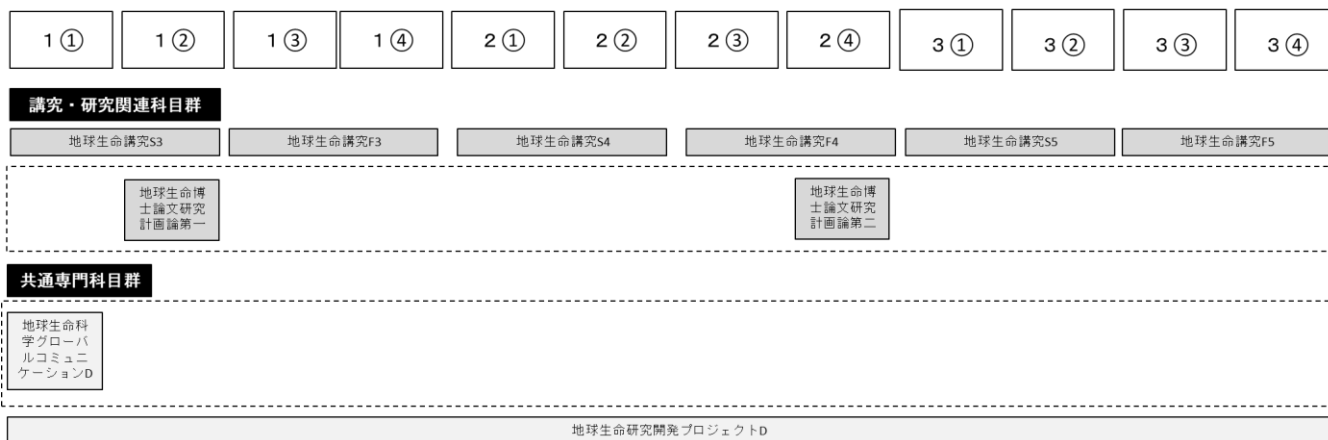 1① 1② 1③ 1④ 2① 2② 2③ 2④ 3① 3② 3③ 3④
講究・研究関連科目群
地球生命講究S3 地球生命講究F3 地球生命講究S4 地球生命講究F4 地球生命講究S5 地球生命講究F5
地球生命博
士論文研究
計画論第一
地球生命博
士論文研究
計画論第二
共通専門科目群
地球生命科
学グローバ
ルコミュニ
ケーションD
地球生命研究開発プロジェクトD